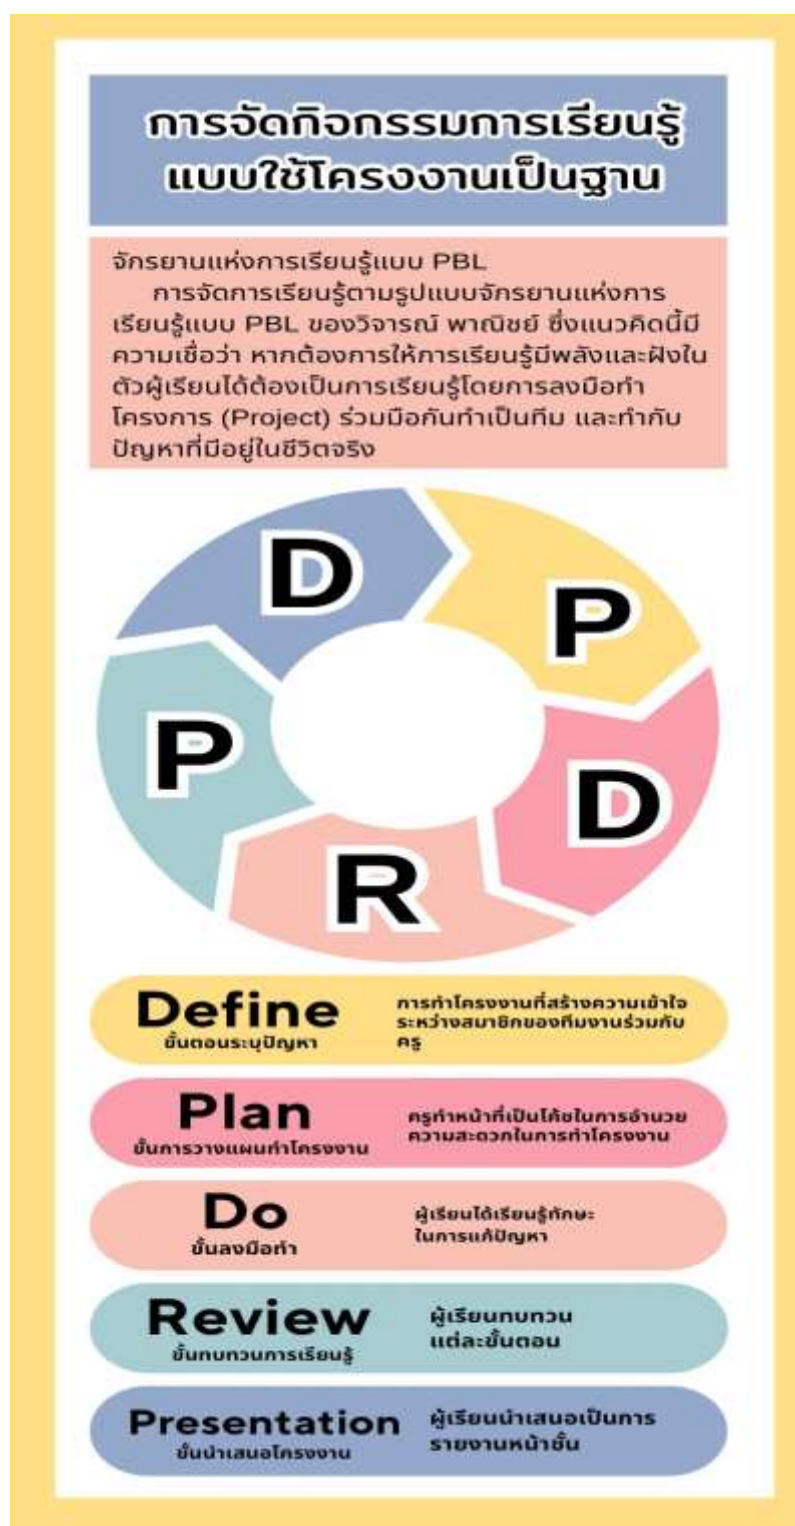 การจัดกิจกรรมการเรียนรู้
แบบใช้โครงงานเป็นฐาน
จักรยานแห่งการเรียนรู้แบบ PBL
การจัดการเรียนรู้ตามรูปแบบจักรยานแห่งการ
เรียนรู้แบบ PBL ของวิจารณ์ พาณิชย์ ซึ่งแนวคิดนี้มี
ความเชื่อว่า หากต้องการให้การเรียนรู้มีพลังและฝังใน
ตัวผู้เรียนได้ต้องเป็นการเรียนรู้โดยการลงมือทำ
โครงการ (Project) ร่วมมือกันทำเป็นทีม และทำกับ
ปัญหาที่มีอยู่ในชีวิตจริง
D
P
D
R
P
Define
ขั้นตอนระบุปัญหา
การทำโครงงานที่สร้างความเข้าใจ
ระหว่างสมาชิกของทีมงานร่วมกับ
ครู
Plan
ขั้นการวางแผนทำโครงงาน
ครูทำหน้าที่เป็นโค้ชในการอำนวย
ความสะดวกในการทำโครงงาน
Do
ขั้นลงมือทำ
ผู้เรียนได้เรียนรู้ทักษะ
ในการแก้ปัญหา
Review
ขั้นทบทวนการเรียนรู้
ผู้เรียนทบทวน
แต่ละขั้นตอน
Presentation
ขั้นนำเสนอโครงงาน
ผู้เรียนนำเสนอเป็นการ
รายงานหน้าชั้น